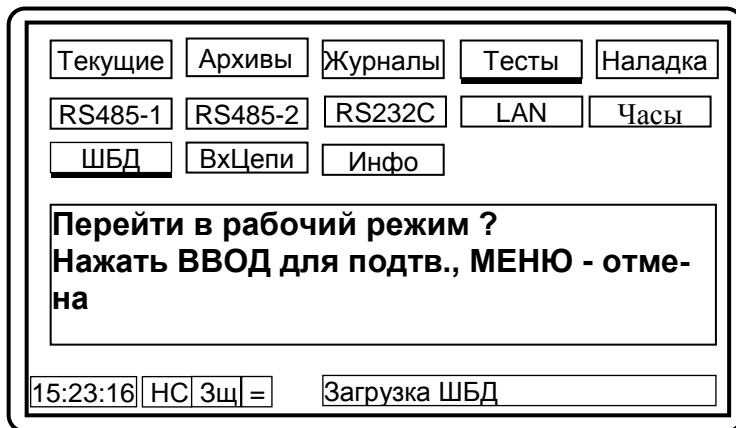 Текущие Архивы Журналы Тесты Наладка
RS485-1 RS485-2 RS232C LAN Часы
ШБД ВхЦепи Инфо
Перейти в рабочий режим ?
Нажать ВВОД для подтв., МЕНЮ - отме-
на
15:23:16 НС Зщ = Загрузка ШБД